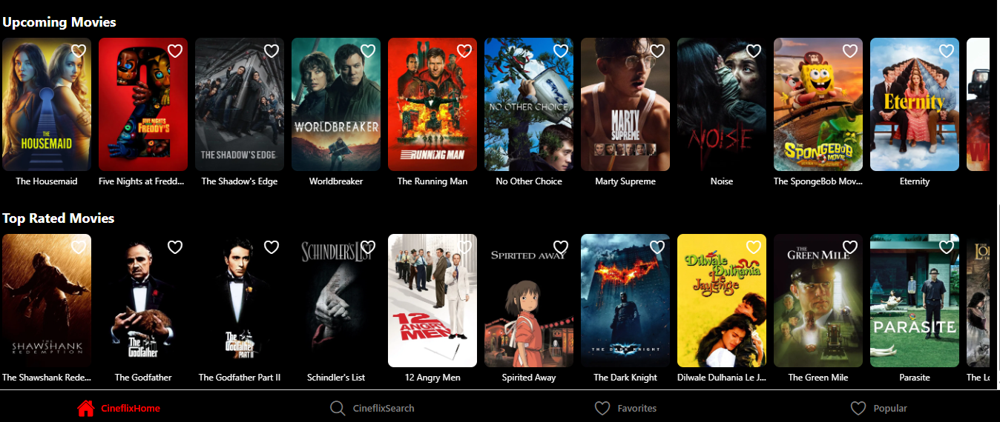 Upcoming Movies
THE
HOUSEMAID
FIVE NIGHTS
AT
FREDDY'S
THE SHADOW'S EDGE
WORLDBREAKER
THE RUNNING MAN
NO OTHER CHOICE
MARTY
SUPREME
NOISE
THE
SPONGEBOB
MOVIE
Eternity
The Housemaid
Five Nights at Fredd...
The Shadow's Edge
Worldbreaker
The Running Man
No Other Choice
Marty Supreme
Noise
The SpongeBob Mov...
Eternity
Top Rated Movies
THE
SHAWSHANK
REDEMPTION
The
Godfather
The
Godfather
PART II
SCHINDLER'S LIST
12
ANGRY
MEN
SPIRITED AWAY
THE DARK KNIGHT
Dilwale
Dulhania
Le
Jayenge
THE
GREEN MILE
PARASITE
The Shawshank Rede...
The Godfather
The Godfather Part II
Schindler's List
12 Angry Men
Spirited Away
The Dark Knight
Dilwale Dulhania Le J...
The Green Mile
Parasite
The Lo
CineflixHome
CineflixSearch
Favorites
Popular